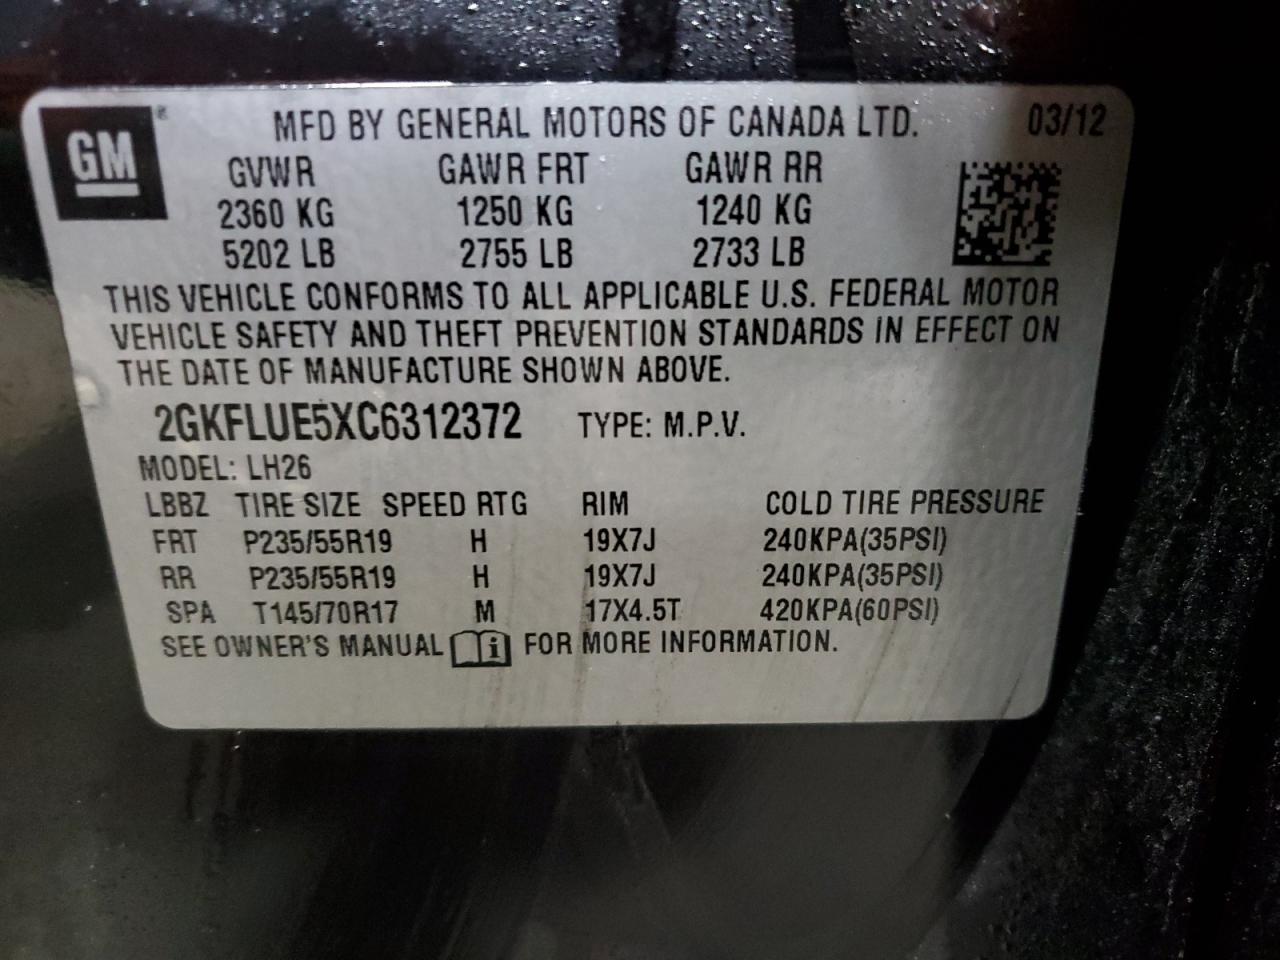 GM ® MFD BY GENERAL MOTORS OF CANADA LTD. 03/12
GVWR GAWR FRT GAWR RR
2360 KG 1250 KG 1240 KG
5202 LB 2755 LB 2733 LB
THIS VEHICLE CONFORMS TO ALL APPLICABLE U.S. FEDERAL MOTOR
VEHICLE SAFETY AND THEFT PREVENTION STANDARDS IN EFFECT ON
THE DATE OF MANUFACTURE SHOWN ABOVE.
2GKFLUE5XC6312372 TYPE: M.P.V.
MODEL: LH26
LBBZ TIRE SIZE SPEED RTG RIM COLD TIRE PRESSURE
FRT P235/55R19 H 19X7J 240KPA(35PSI)
RR P235/55R19 H 19X7J 240KPA(35PSI)
SPA T145/70R17 M 17X4.5T 420KPA(60PSI)
SEE OWNER'S MANUAL i FOR MORE INFORMATION.